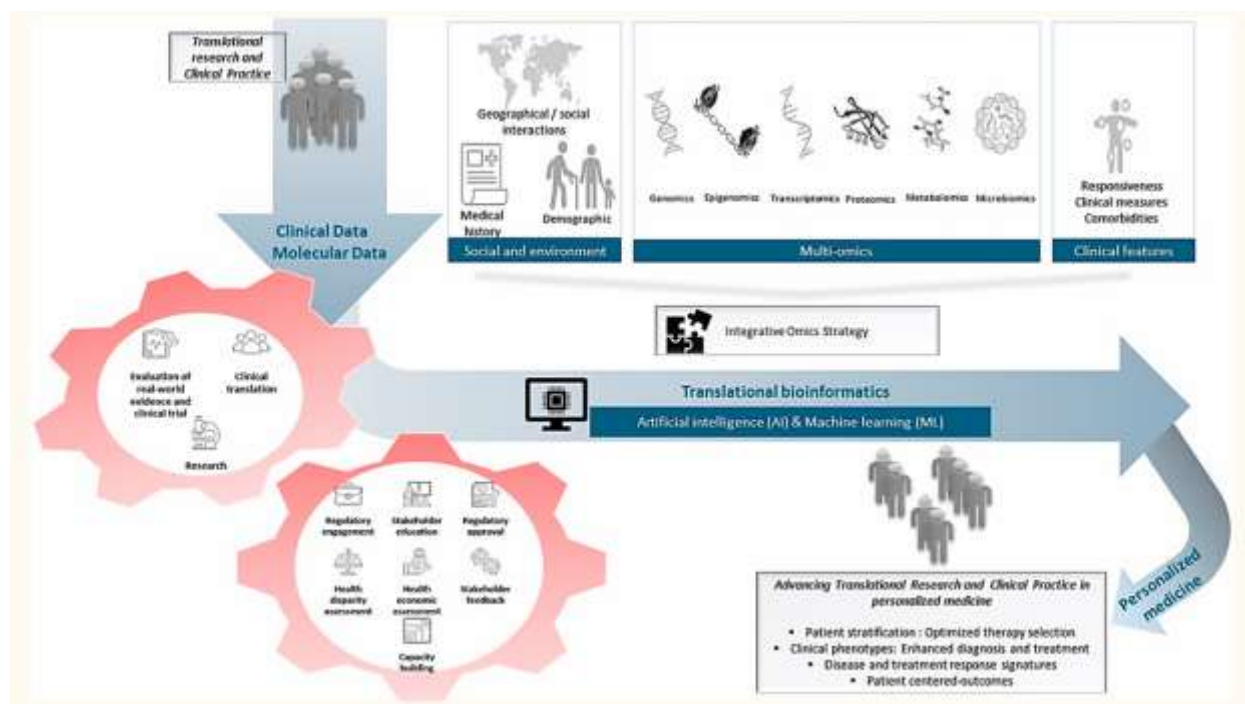 Translational
research and
Clinical Practice
Clinical Data
Molecular Data
Geographical / social
interactions
Medical
history
Demographic
Social and environment
Genomics
Epigenomics
Transcriptomics
Proteomics
Metabolomics
Microbiomics
Multi-omics
Responsiveness
Clinical measures
Comorbidities
Clinical features
Integrative Omics Strategy
Evaluation of
real-world
evidence and
clinical trial
Clinical
translation
Research
Translational bioinformatics
Artificial intelligence (AI) & Machine learning (ML)
Regulatory
engagement
Stakeholder
education
Regulatory
approval
Health
disparity
assessment
Health
economic
assessment
Stakeholder
feedback
Capacity
building
Personalized
medicine
Advancing Translational Research and Clinical Practice in
personalized medicine
▪ Patient stratification : Optimized therapy selection
▪ Clinical phenotypes: Enhanced diagnosis and treatment
▪ Disease and treatment response signatures
▪ Patient centered-outcomes